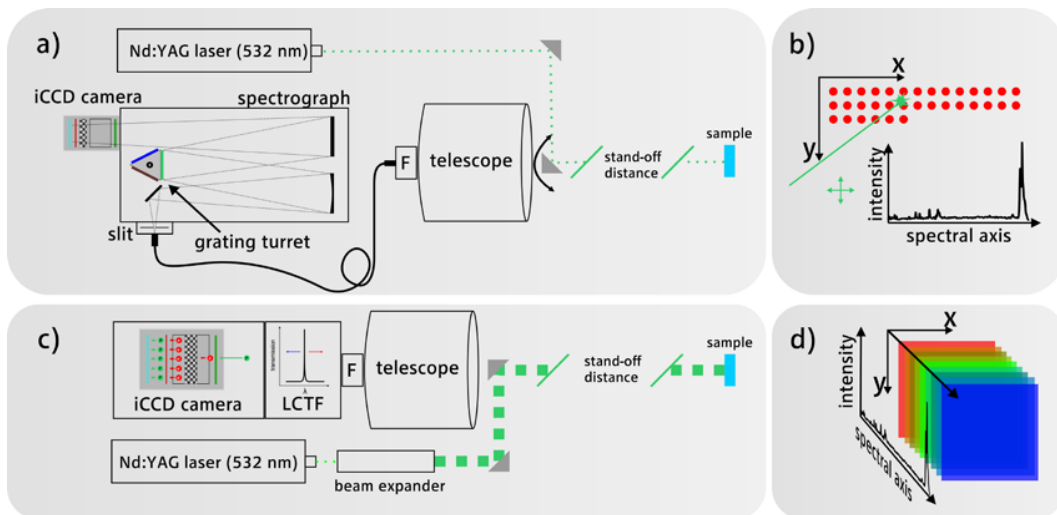 a)
Nd:YAG laser (532 nm)
iCCD camera
spectrograph
F
telescope
sample
stand-off
distance
slit
grating turret
b)
x
y
intensity
spectral axis
c)
iCCD camera
transmission
λ
LCTF
F
telescope
stand-off
distance
sample
Nd:YAG laser (532 nm)
beam expander
d)
x
y
intensity
spectral axis